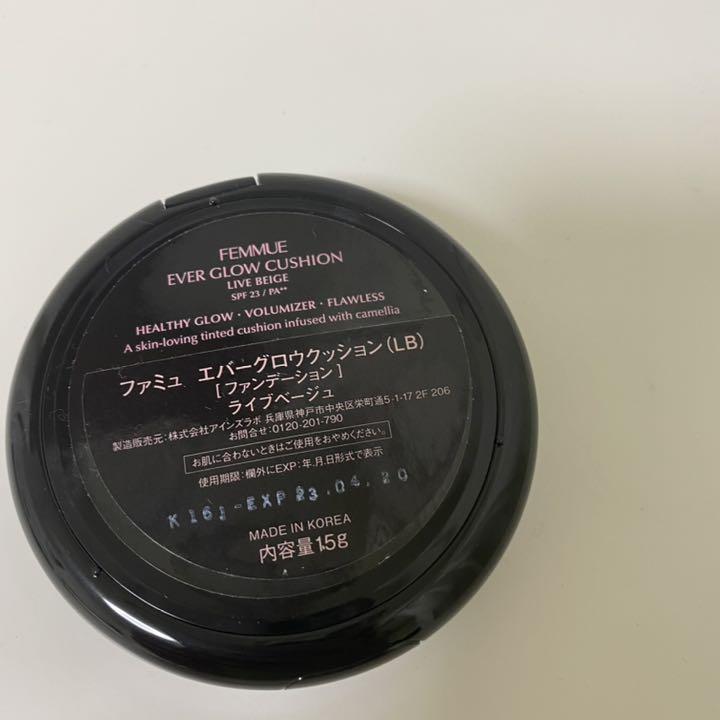 FEMMUE
EVER GLOW CUSHION
LIVE BEIGE
SPF 23 / PA**
HEALTHY GLOW · VOLUMIZER · FLAWLESS
A skin-loving tinted cushion infused with camellia
ファミュ エバーグロウクッション(LB)
[ファンデーション]
ライブベージュ
製造販売元:株式会社アインズラボ 兵庫県神戸市中央区栄町通5-1-17 2F 206
お問合せ:0120-201-790
お肌に合わないときはご使用をおやめください。
使用期限:欄外にEXP:年.月.日形式で表示
K161-EXP 23.04.20
MADE IN KOREA
内容量15g